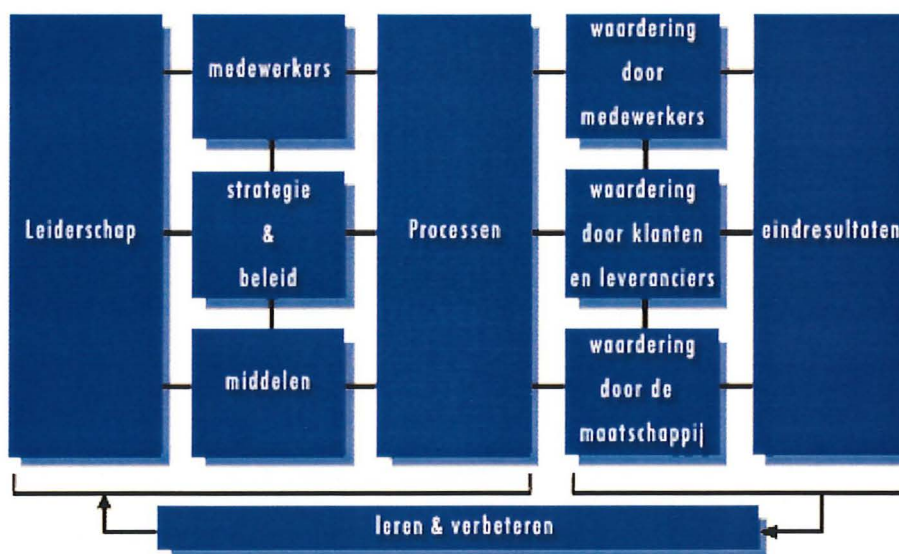 Leiderschap
medewerkers
strategie
&
beleid
middelen
Processen
waardering
door
medewerkers
waardering
door klanten
en leveranciers
waardering
door de
maatschappij
eindresultaten
leren & verbeteren